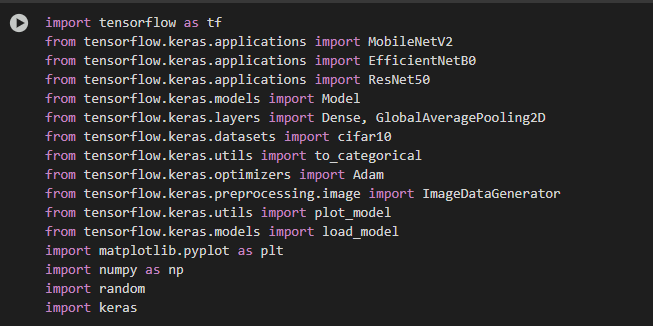 import tensorflow as tf
from tensorflow.keras.applications import MobileNetV2
from tensorflow.keras.applications import EfficientNetB0
from tensorflow.keras.applications import ResNet50
from tensorflow.keras.models import Model
from tensorflow.keras.layers import Dense, GlobalAveragePooling2D
from tensorflow.keras.datasets import cifar10
from tensorflow.keras.utils import to_categorical
from tensorflow.keras.optimizers import Adam
from tensorflow.keras.preprocessing.image import ImageDataGenerator
from tensorflow.keras.utils import plot_model
from tensorflow.keras.models import load_model
import matplotlib.pyplot as plt
import numpy as np
import random
import keras